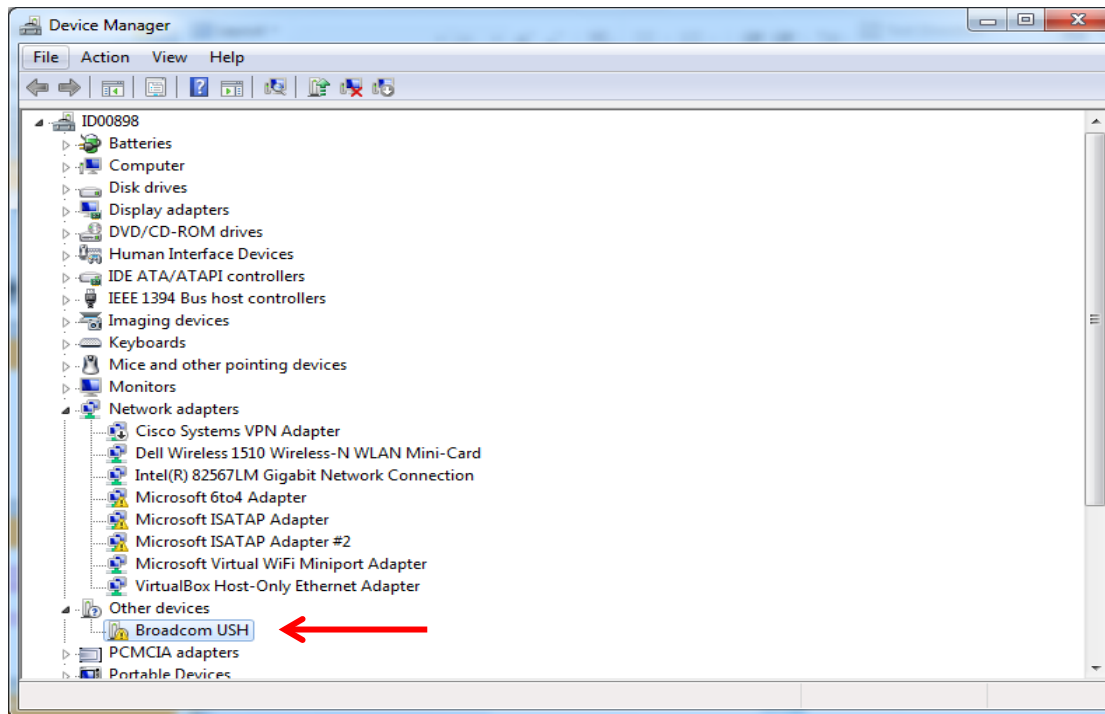 Device Manager
File Action View Help
ID00898
Batteries
Computer
Disk drives
Display adapters
DVD/CD-ROM drives
Human Interface Devices
IDE ATA/ATAPI controllers
IEEE 1394 Bus host controllers
Imaging devices
Keyboards
Mice and other pointing devices
Monitors
Network adapters
Cisco Systems VPN Adapter
Dell Wireless 1510 Wireless-N WLAN Mini-Card
Intel(R) 82567LM Gigabit Network Connection
Microsoft 6to4 Adapter
Microsoft ISATAP Adapter
Microsoft ISATAP Adapter #2
Microsoft Virtual WiFi Miniport Adapter
VirtualBox Host-Only Ethernet Adapter
Other devices
Broadcom USH
PCMCIA adapters
Portable Devices